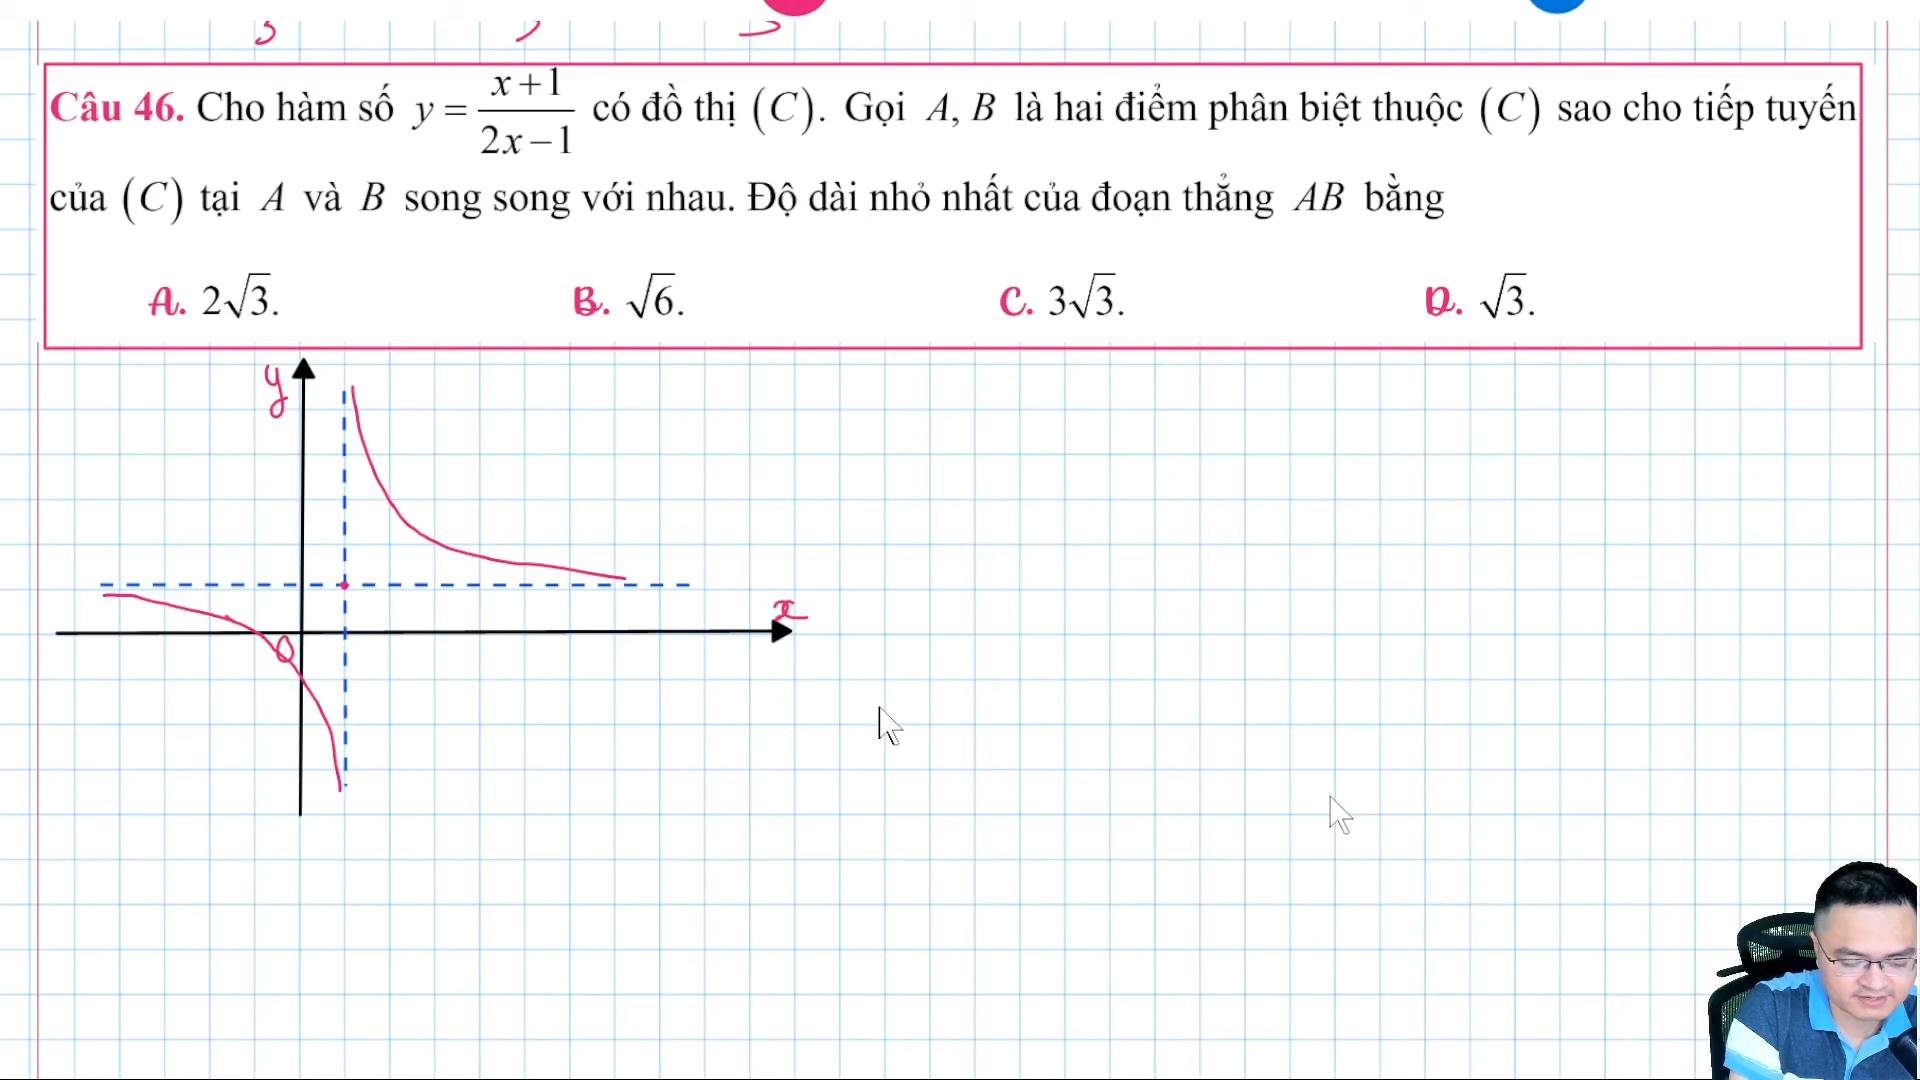 Câu 46. Cho hàm số y = \frac{x+1}{2x-1} có đồ thị (C). Gọi A, B là hai điểm phân biệt thuộc (C) sao cho tiếp tuyến
của (C) tại A và B song song với nhau. Độ dài nhỏ nhất của đoạn thẳng AB bằng
A. 2√3. B. √6. C. 3√3. D. √3.
y
x
O